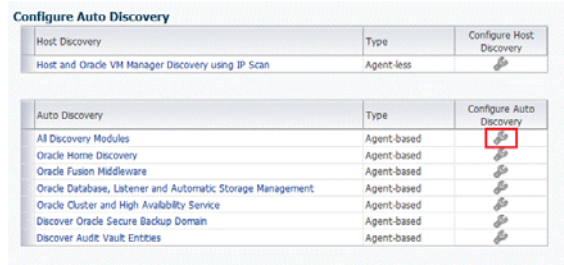 Configure Auto Discovery
Host Discovery Type Configure Host
Discovery
Host and Oracle VM Manager Discovery using IP Scan Agent-less
Auto Discovery Type Configure Auto
Discovery
All Discovery Modules Agent-based
Oracle Home Discovery Agent-based
Oracle Fusion Middleware Agent-based
Oracle Database, Listener and Automatic Storage Management Agent-based
Oracle Cluster and High Availability Service Agent-based
Discover Oracle Secure Backup Domain Agent-based
Discover Audit Vault Entities Agent-based